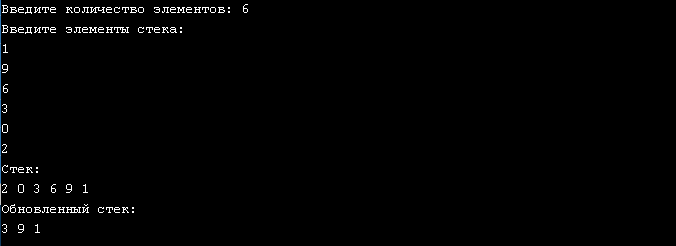 Введите количество элементов: 6
Введите элементы стека:
1
9
6
3
0
2
Стек:
2 0 3 6 9 1
Обновленный стек:
3 9 1